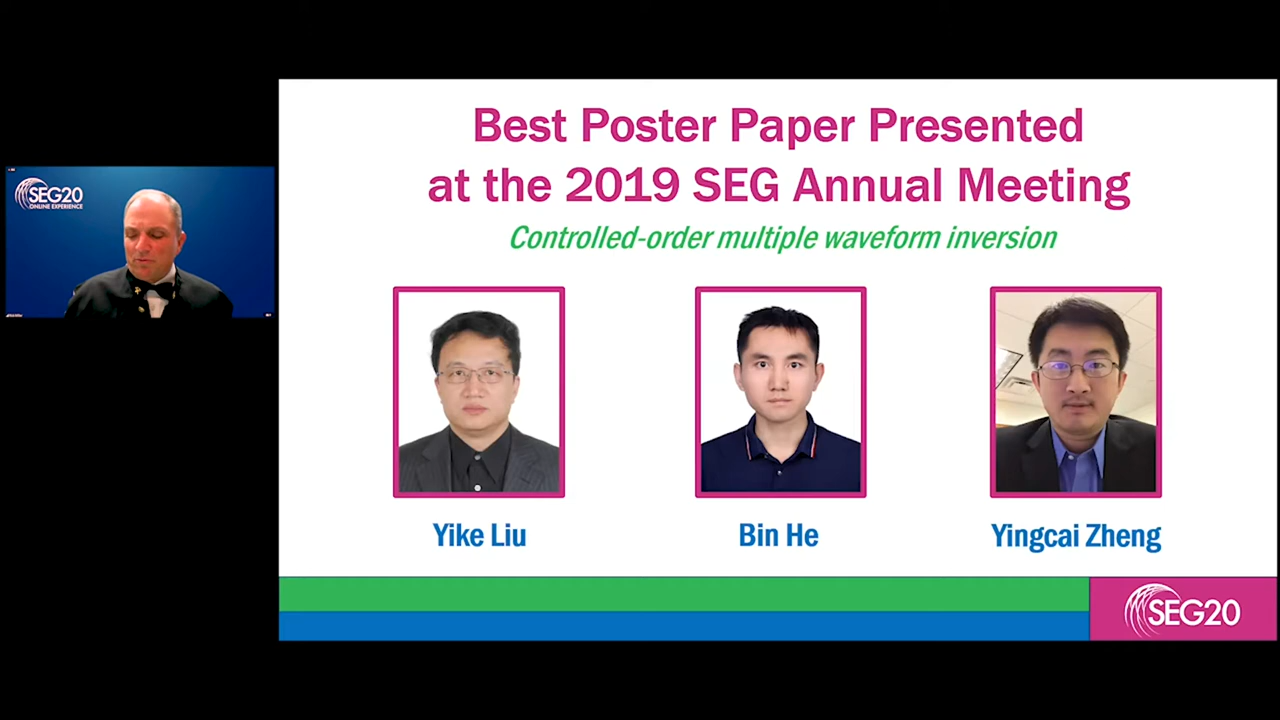 SEG20
ONLINE EXPERIENCE
Best Poster Paper Presented
at the 2019 SEG Annual Meeting
Controlled-order multiple waveform inversion
Yike Liu
Bin He
Yingcai Zheng
SEG20